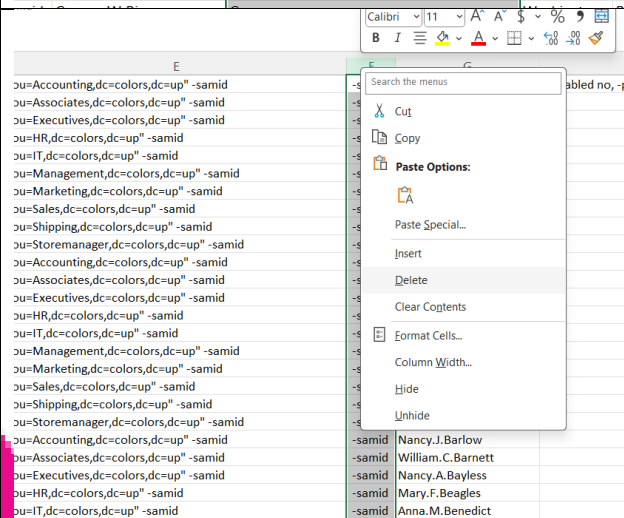 Calibri 11 A A $ % 9
B I A .00 .00
E F G
ou=Accounting,dc=colors,dc=up" -samid
ou=Associates,dc=colors,dc=up" -samid
ou=Executives,dc=colors,dc=up" -samid
ou=HR,dc=colors,dc=up" -samid
ou=IT,dc=colors,dc=up" -samid
ou=Management,dc=colors,dc=up" -samid
ou=Marketing,dc=colors,dc=up" -samid
ou=Sales,dc=colors,dc=up" -samid
ou=Shipping,dc=colors,dc=up" -samid
ou=Storemanager,dc=colors,dc=up" -samid
ou=Accounting,dc=colors,dc=up" -samid
ou=Associates,dc=colors,dc=up" -samid
ou=Executives,dc=colors,dc=up" -samid
ou=HR,dc=colors,dc=up" -samid
ou=IT,dc=colors,dc=up" -samid
ou=Management,dc=colors,dc=up" -samid
ou=Marketing,dc=colors,dc=up" -samid
ou=Sales,dc=colors,dc=up" -samid
ou=Shipping,dc=colors,dc=up" -samid
ou=Storemanager,dc=colors,dc=up" -samid
ou=Accounting,dc=colors,dc=up" -samid -samid Nancy.J.Barlow
ou=Associates,dc=colors,dc=up" -samid -samid William.C.Barnett
ou=Executives,dc=colors,dc=up" -samid -samid Nancy.A.Bayless
ou=HR,dc=colors,dc=up" -samid -samid Mary.F.Beagles
ou=IT,dc=colors,dc=up" -samid -samid Anna.M.Benedict
Search the menus
Cut
Copy
Paste Options:
Paste Special...
Insert
Delete
Clear Contents
Format Cells...
Column Width...
Hide
Unhide
abled no, -p